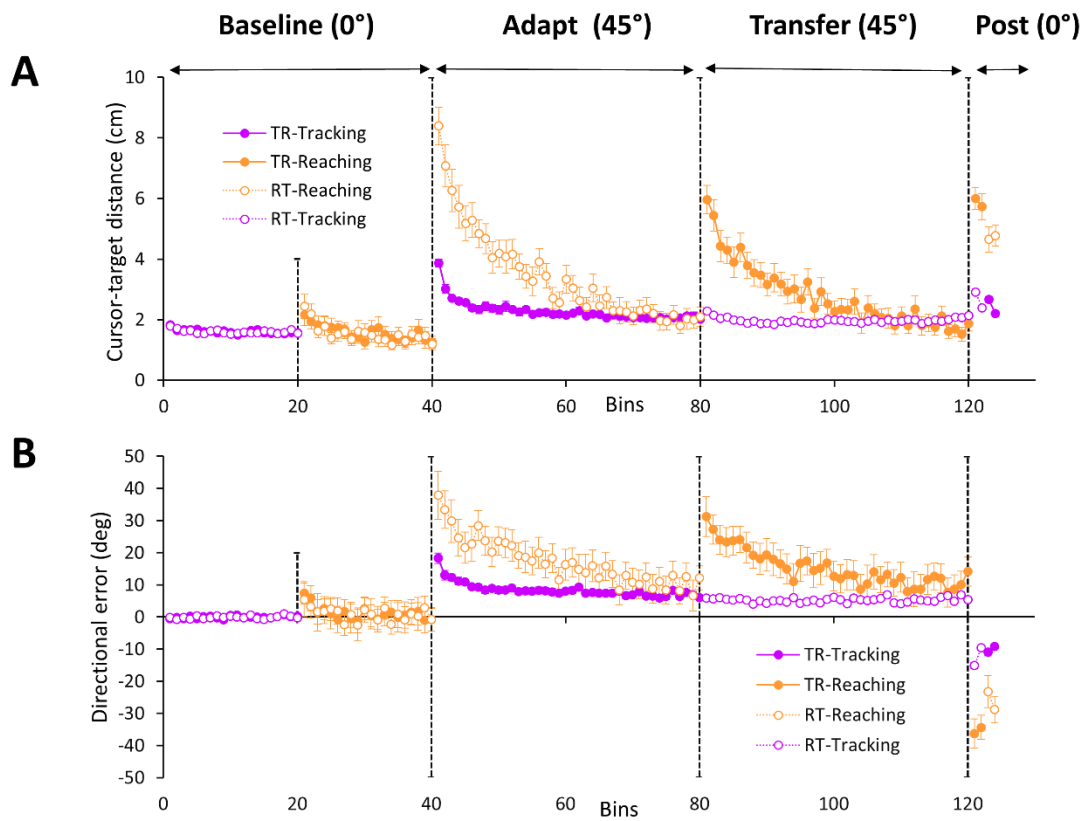 Baseline (0°) Adapt (45°) Transfer (45°) Post (0°)
A
Cursor-target distance (cm)
10
8
6
4
2
0
TR-Tracking
TR-Reaching
RT-Reaching
RT-Tracking
0 20 40 60 80 100 120
Bins
B
Directional error (deg)
50
40
30
20
10
0
-10
-20
-30
-40
-50
TR-Tracking
TR-Reaching
RT-Reaching
RT-Tracking
0 20 40 60 80 100 120
Bins